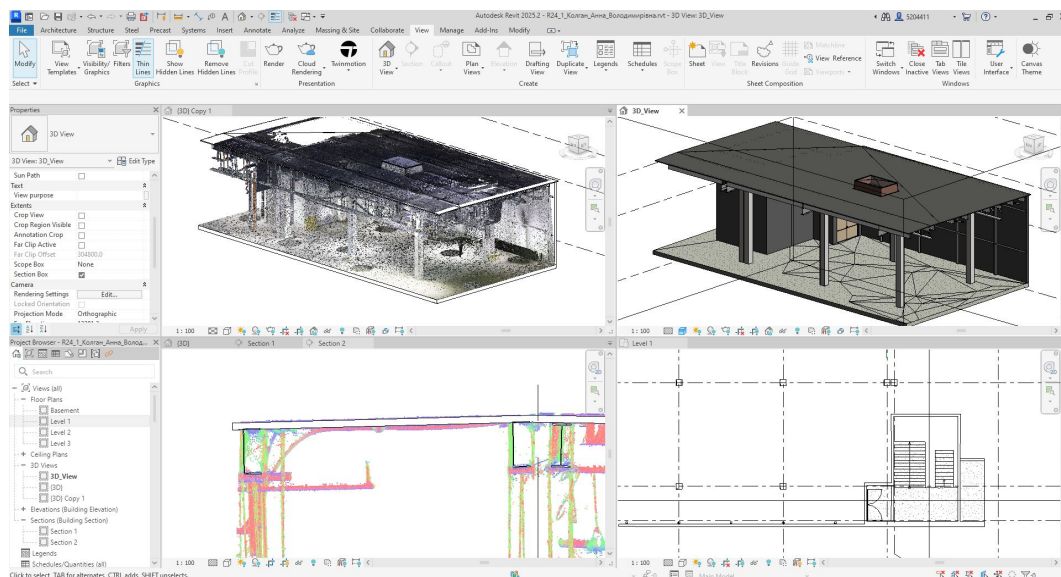 Autodesk Revit 2025.2 - R24_1_Колган_Анна_Володимирівна.rvt - 3D View: 3D_View
5204411
File Architecture Structure Steel Precast Systems Insert Annotate Analyze Massing & Site Collaborate View Manage Add-Ins Modify
Modify
View Templates
Visibility/ Graphics
Filters
Thin Lines
Show Hidden Lines
Remove Hidden Lines
Cut Profile
Render
Cloud Rendering
Twinmotion
3D View
Section
Callout
Plan Views
Elevation
Drafting View
Duplicate View
Legends
Schedules
Scope Box
Sheet
View
Title Block
Revisions
Guide Grid
Matchline
View Reference
Viewports
Switch Windows
Close Inactive
Tab Views
Tile Views
User Interface
Canvas Theme
Select
Graphics
Presentation
Create
Sheet Composition
Windows
Properties
3D View
3D View: 3D_View
Edit Type
Sun Path
Text
View purpose
Extents
Crop View
Crop Region Visible
Annotation Crop
Far Clip Active
Far Clip Offset 304800.0
Scope Box None
Section Box
Camera
Rendering Settings Edit...
Locked Orientation
Projection Mode Orthographic
Apply
Project Browser - R24_1_Колган_Анна_Волод...
Search
Views (all)
Floor Plans
Basement
Level 1
Level 2
Level 3
Ceiling Plans
3D Views
3D_View
{3D}
{3D} Copy 1
Elevations (Building Elevation)
Sections (Building Section)
Section 1
Section 2
Legends
Schedules/Quantities (all)
{3D} Copy 1
1 : 100
3D_View
1 : 100
{3D}
Section 1
Section 2
1 : 100
Level 1
1 : 100
Click to select, TAB for alternates, CTRL adds, SHIFT unselects.
Main Model